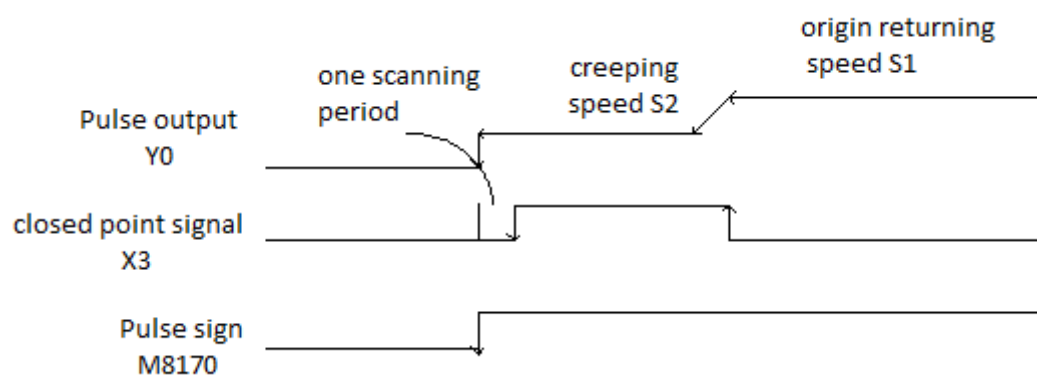 origin returning
speed S1
creeping
speed S2
one scanning
period
Pulse output
Y0
closed point signal
X3
Pulse sign
M8170